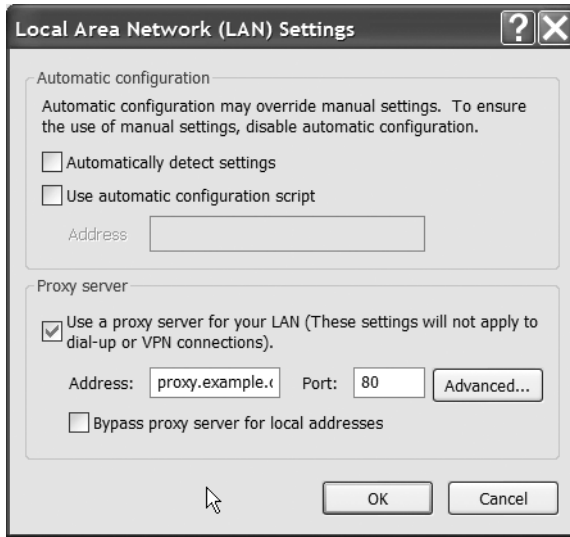 Local Area Network (LAN) Settings
Automatic configuration
Automatic configuration may override manual settings. To ensure
the use of manual settings, disable automatic configuration.
Automatically detect settings
Use automatic configuration script
Address
Proxy server
Use a proxy server for your LAN (These settings will not apply to
dial-up or VPN connections).
Address: proxy.example.c Port: 80 Advanced...
Bypass proxy server for local addresses
OK Cancel